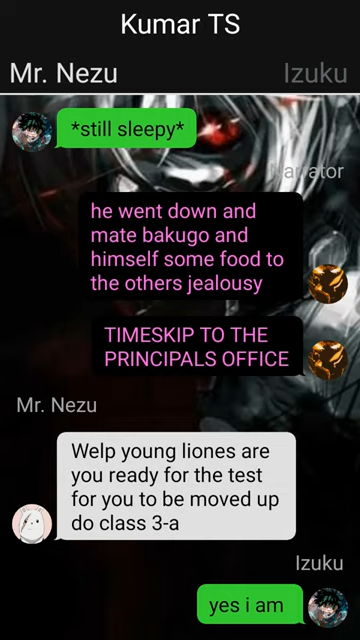 Kumar TS
Mr. Nezu
Izuku
*still sleepy*
Narrator
he went down and
mate bakugo and
himself some food to
the others jealousy
TIMESKIP TO THE
PRINCIPALS OFFICE
Mr. Nezu
Welp young liones are
you ready for the test
for you to be moved up
do class 3-a
Izuku
yes i am